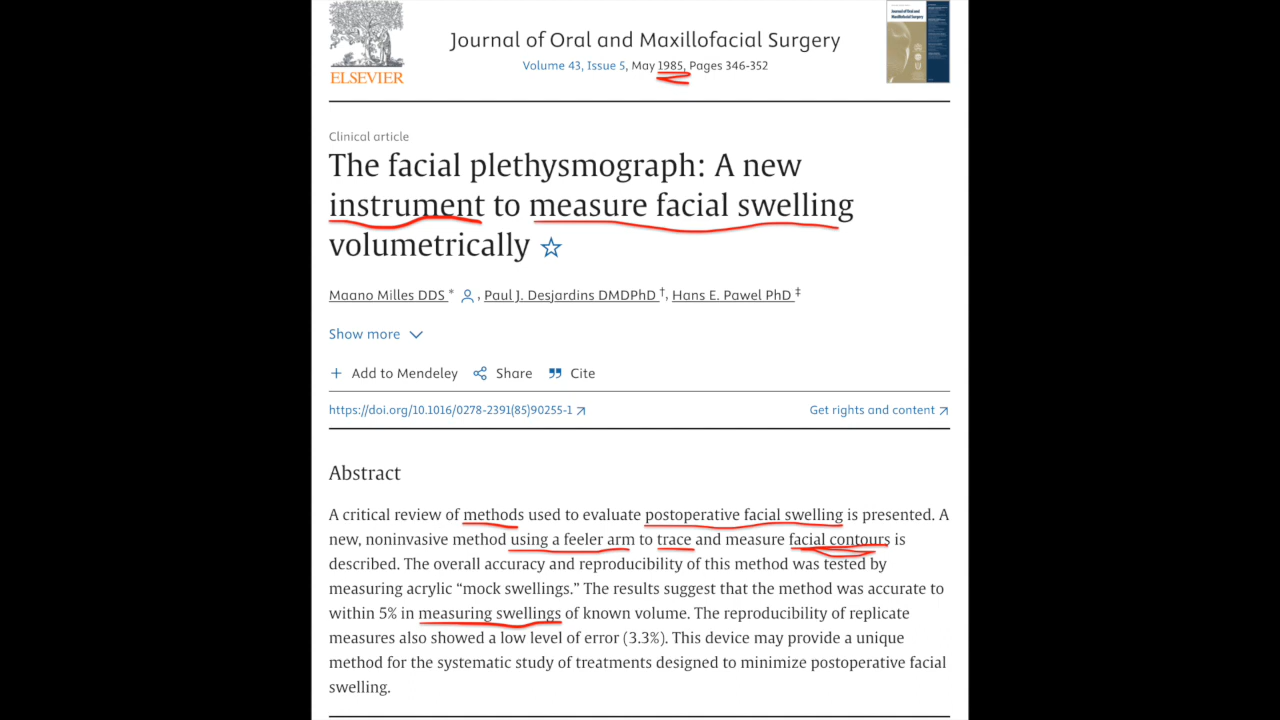 ELSEVIER
Journal of Oral and Maxillofacial Surgery
Volume 43, Issue 5, May 1985, Pages 346-352
Clinical article
The facial plethysmograph: A new
instrument to measure facial swelling
volumetrically ☆
Maano Milles DDS *, Paul J. Desjardins DMDPhD †, Hans E. Pawel PhD ‡
Show more
+ Add to Mendeley Share Cite
https://doi.org/10.1016/0278-2391(85)90255-1 Get rights and content
Abstract
A critical review of methods used to evaluate postoperative facial swelling is presented. A
new, noninvasive method using a feeler arm to trace and measure facial contours is
described. The overall accuracy and reproducibility of this method was tested by
measuring acrylic “mock swellings.” The results suggest that the method was accurate to
within 5% in measuring swellings of known volume. The reproducibility of replicate
measures also showed a low level of error (3.3%). This device may provide a unique
method for the systematic study of treatments designed to minimize postoperative facial
swelling.